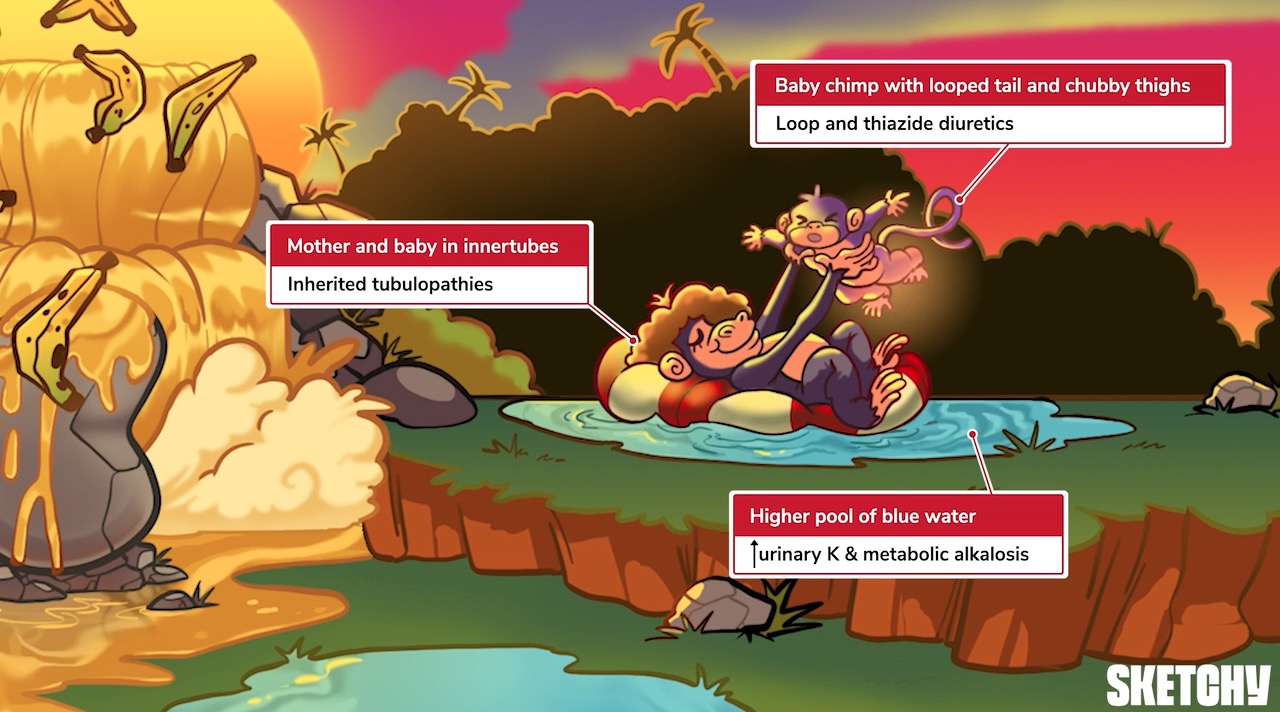 Baby chimp with looped tail and chubby thighs
Loop and thiazide diuretics
Mother and baby in innertubes
Inherited tubulopathies
Higher pool of blue water
↑urinary K & metabolic alkalosis
SKETCHY